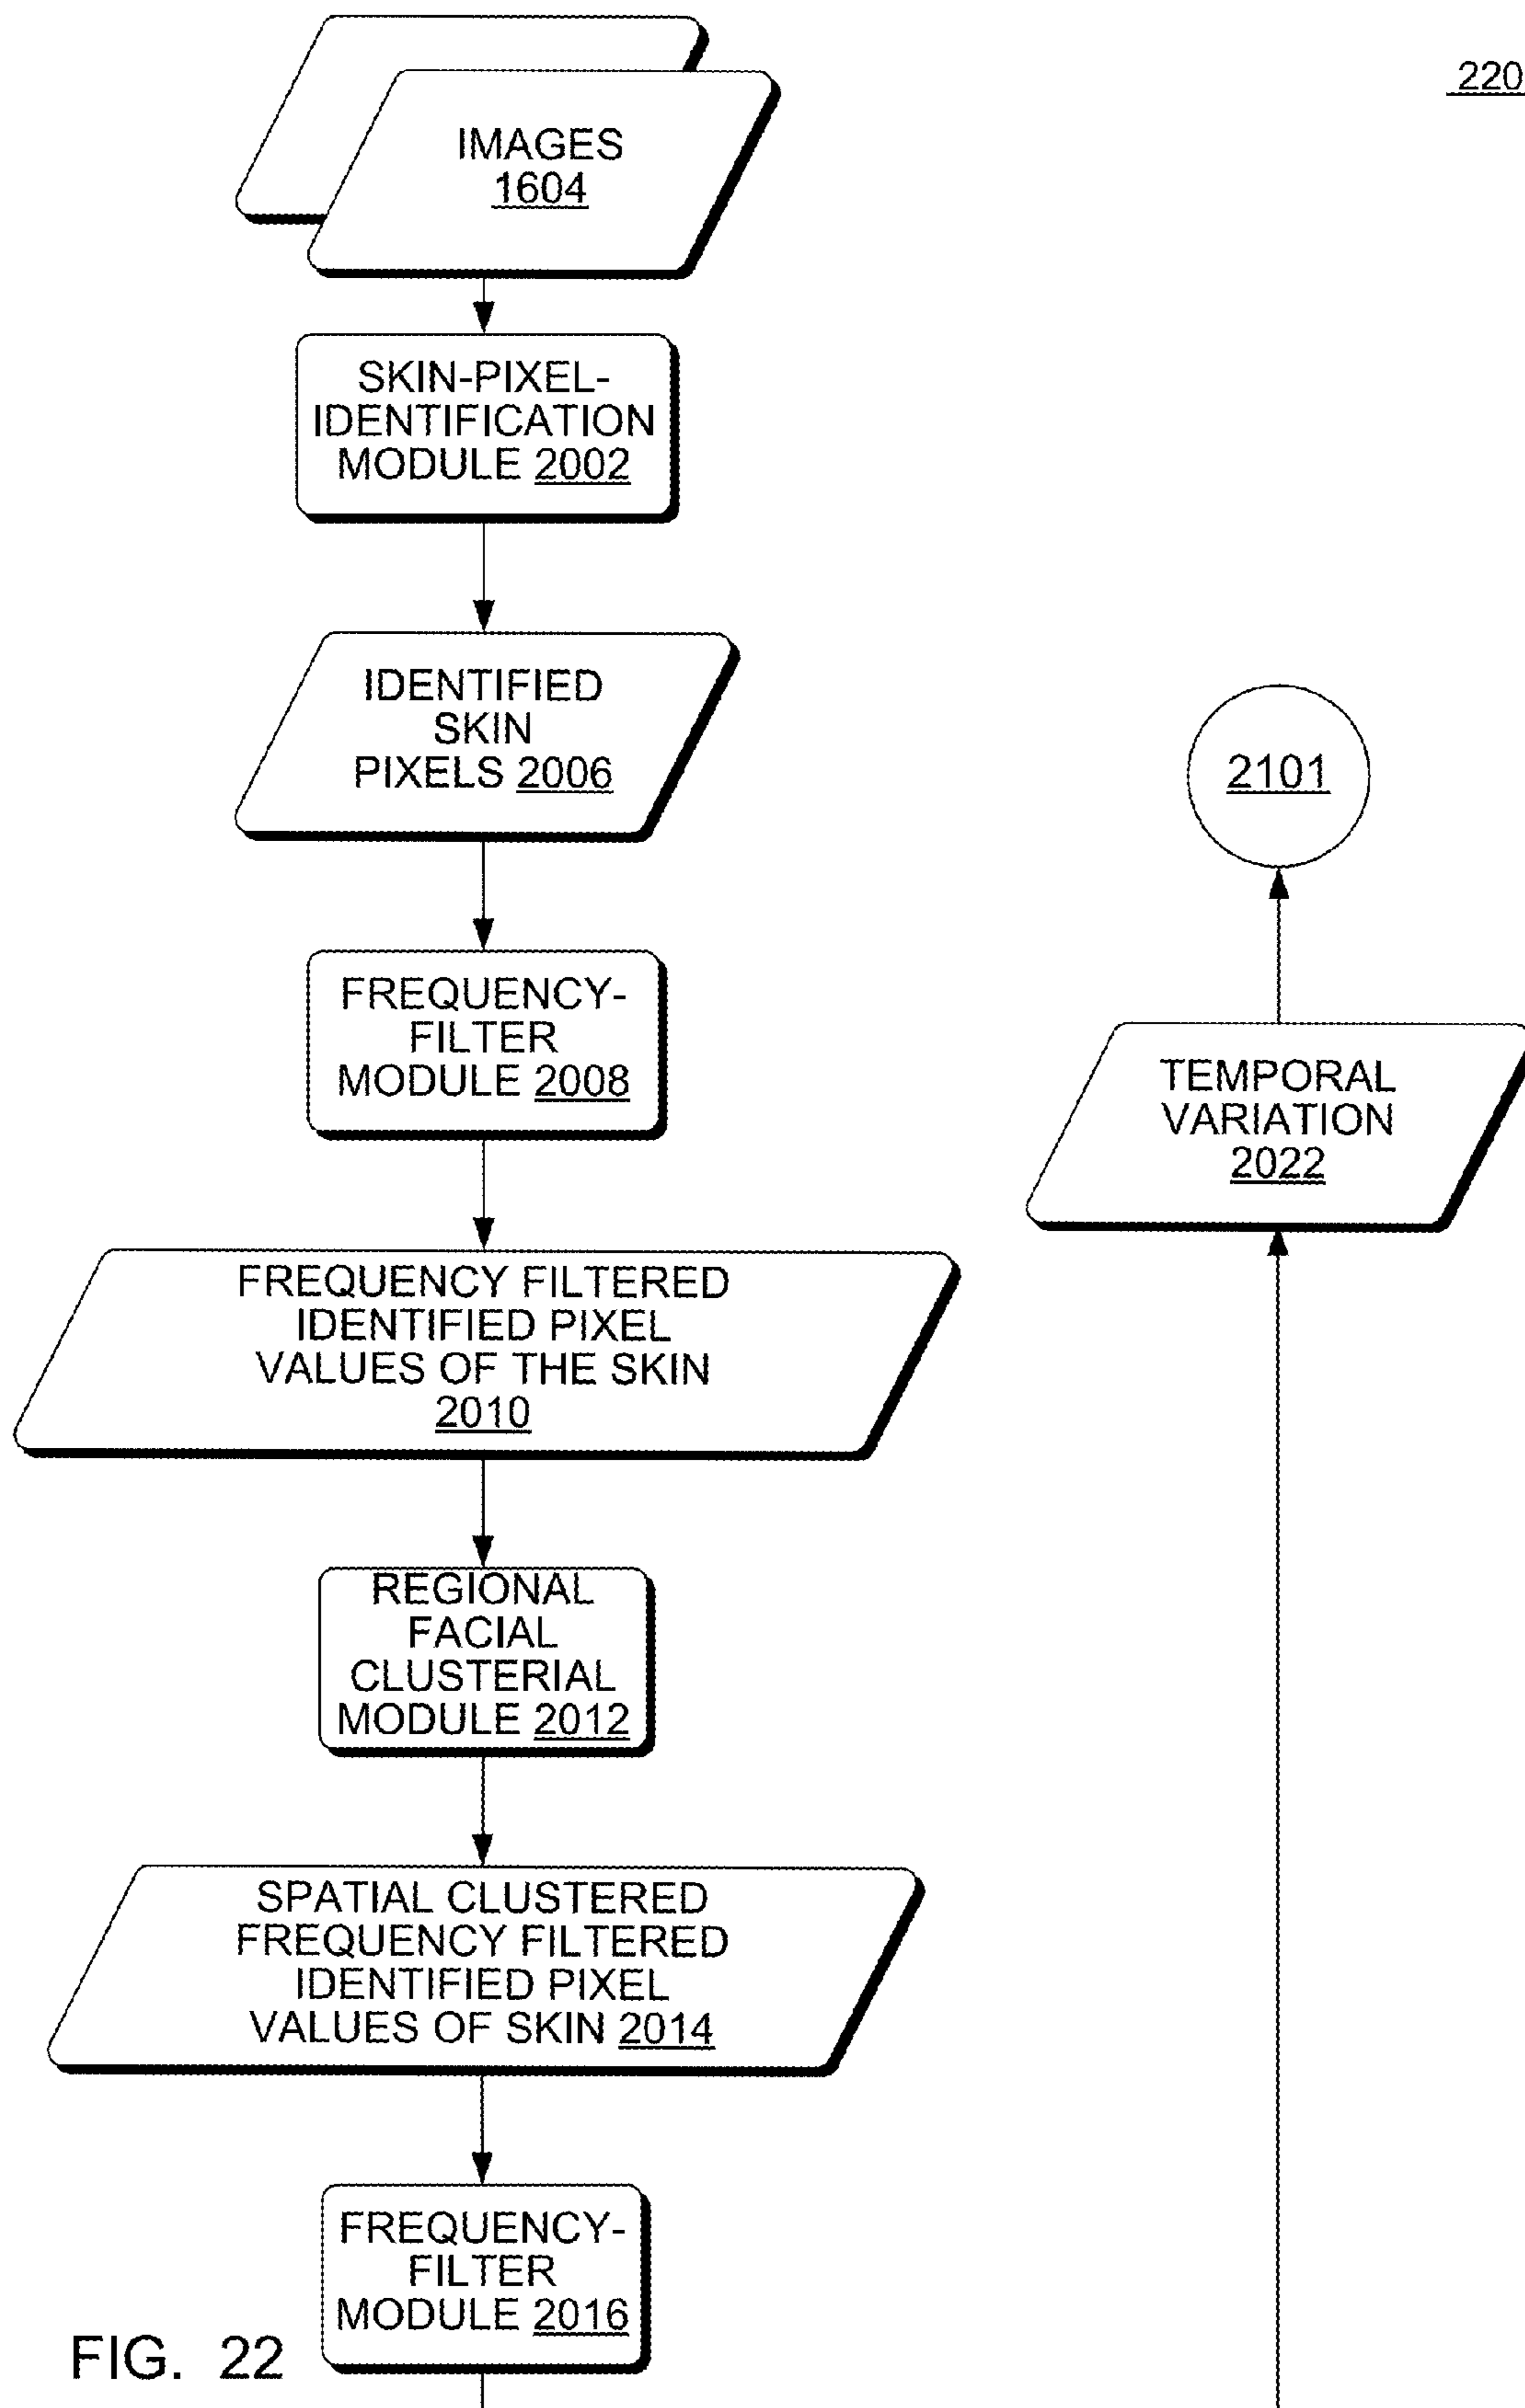 220
IMAGES
1604
SKIN-PIXEL-
IDENTIFICATION
MODULE 2002
IDENTIFIED
SKIN
PIXELS 2006
FREQUENCY-
FILTER
MODULE 2008
FREQUENCY FILTERED
IDENTIFIED PIXEL
VALUES OF THE SKIN
2010
REGIONAL
FACIAL
CLUSTERIAL
MODULE 2012
SPATIAL CLUSTERED
FREQUENCY FILTERED
IDENTIFIED PIXEL
VALUES OF SKIN 2014
FREQUENCY-
FILTER
MODULE 2016
2101
TEMPORAL
VARIATION
2022
FIG. 22